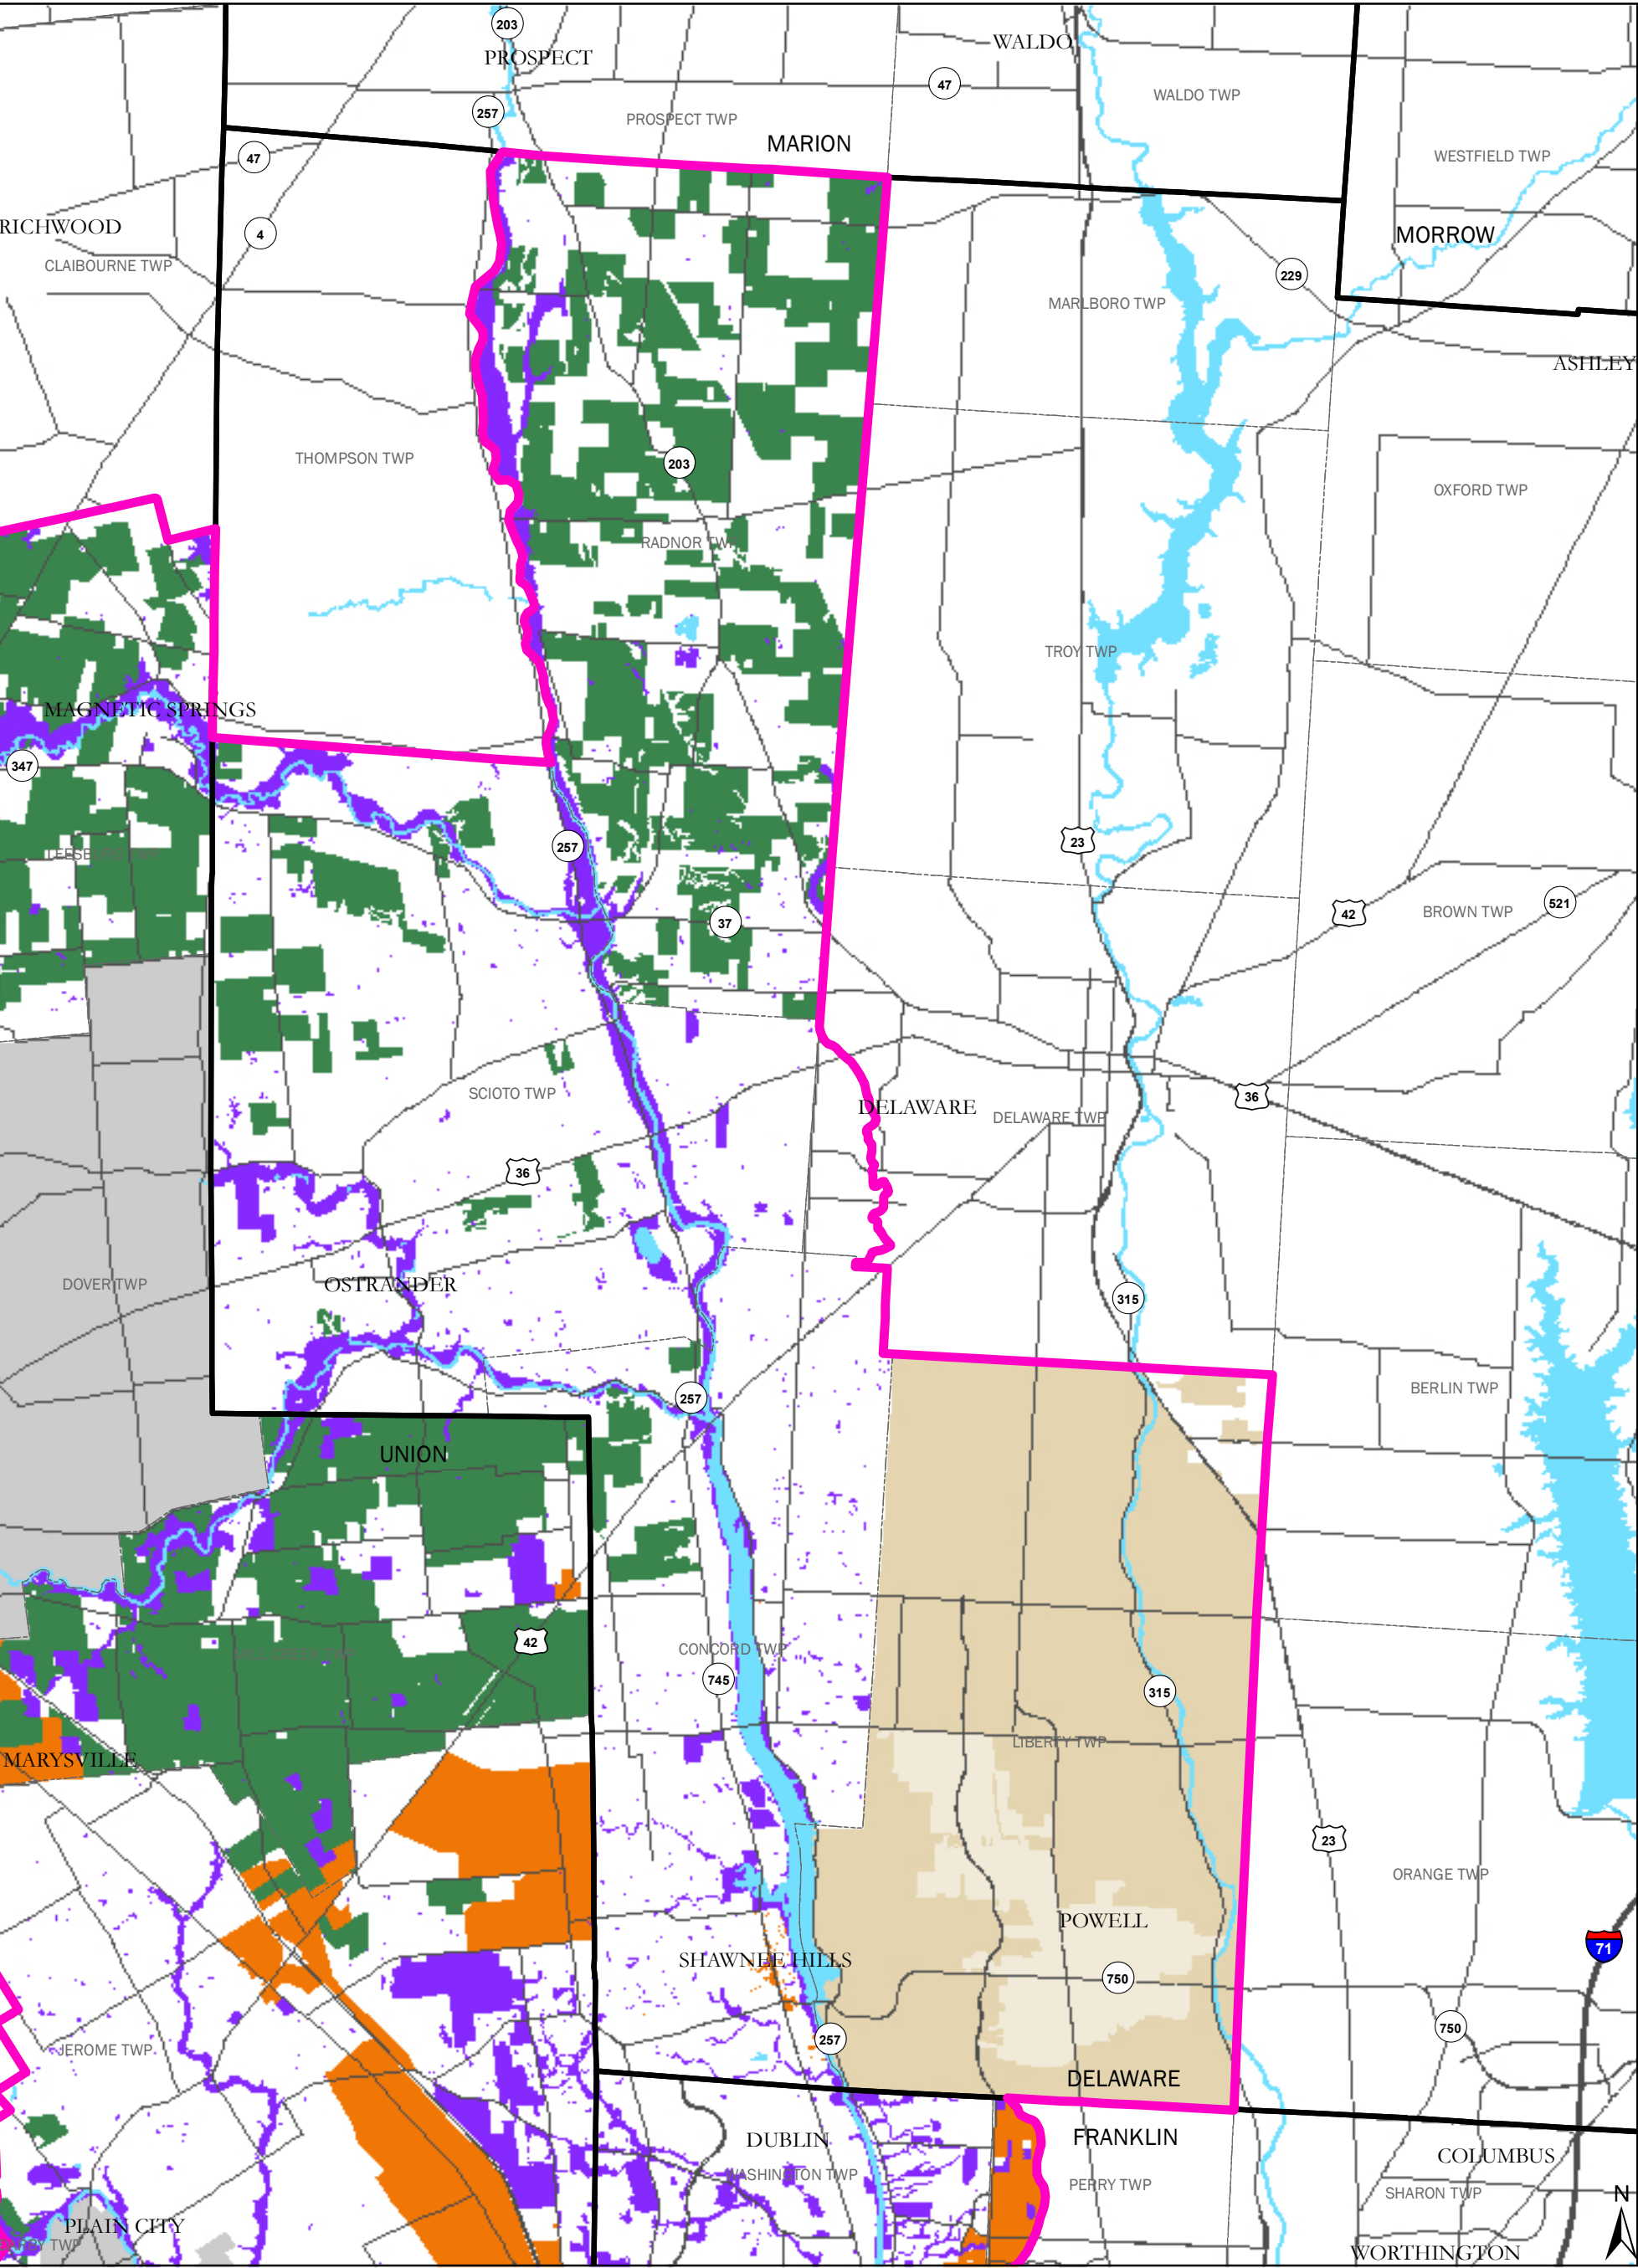 203
PROSPECT
WALDO
47
257
WALDO TWP
PROSPECT TWP
MARION
47
WESTFIELD TWP
RICHWOOD
4
MORROW
CLAIBOURNE TWP
229
MARLBORO TWP
ASHLEY
THOMPSON TWP
203
OXFORD TWP
RADNOR TWP
TROY TWP
MAGNETIC SPRINGS
347
23
257
LEESBURG TWP
521
42
BROWN TWP
37
SCIOTO TWP
36
DELAWARE
DELAWARE TWP
36
DOVER TWP
OSTRANDER
315
BERLIN TWP
257
UNION
42
CONCORD TWP
745
315
LIBERTY TWP
MARYSVILLE
23
ORANGE TWP
POWELL
71
SHAWNEE HILLS
750
750
257
JEROME TWP
DELAWARE
DUBLIN
FRANKLIN
COLUMBUS
WASHINGTON TWP
PERRY TWP
SHARON TWP
N
PLAIN CITY
WORTHINGTON